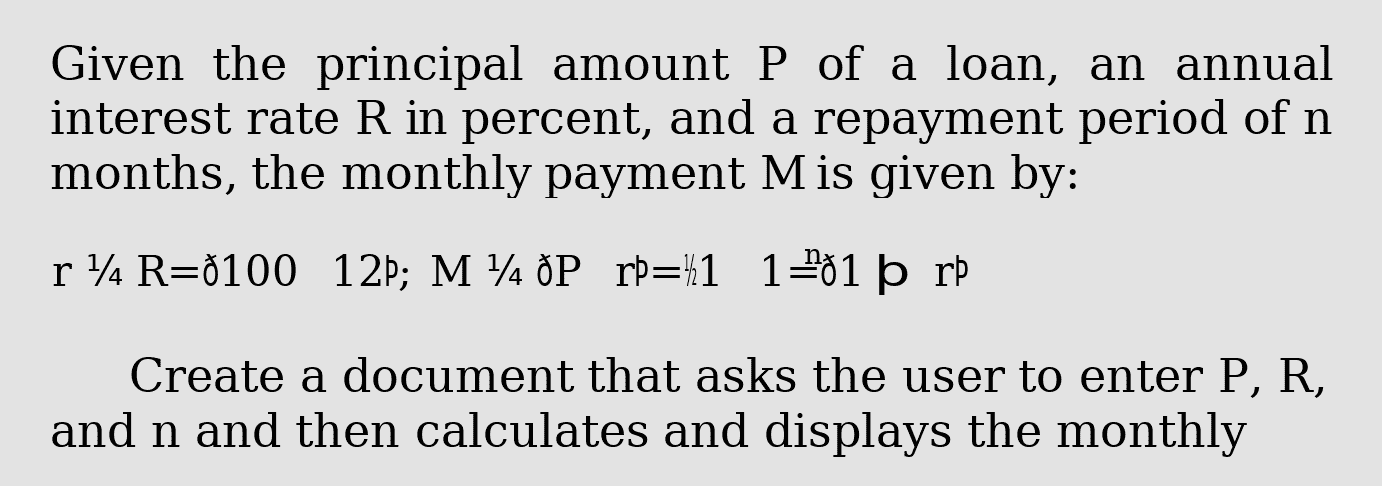 Given the principal amount P of a loan, an annual
interest rate R in percent, and a repayment period of n
months, the monthly payment M is given by:
r ¼ R=ð100 12þ; M ¼ ðP rþ=½1 1=ð1 þ rþn
Create a document that asks the user to enter P, R,
and n and then calculates and displays the monthly